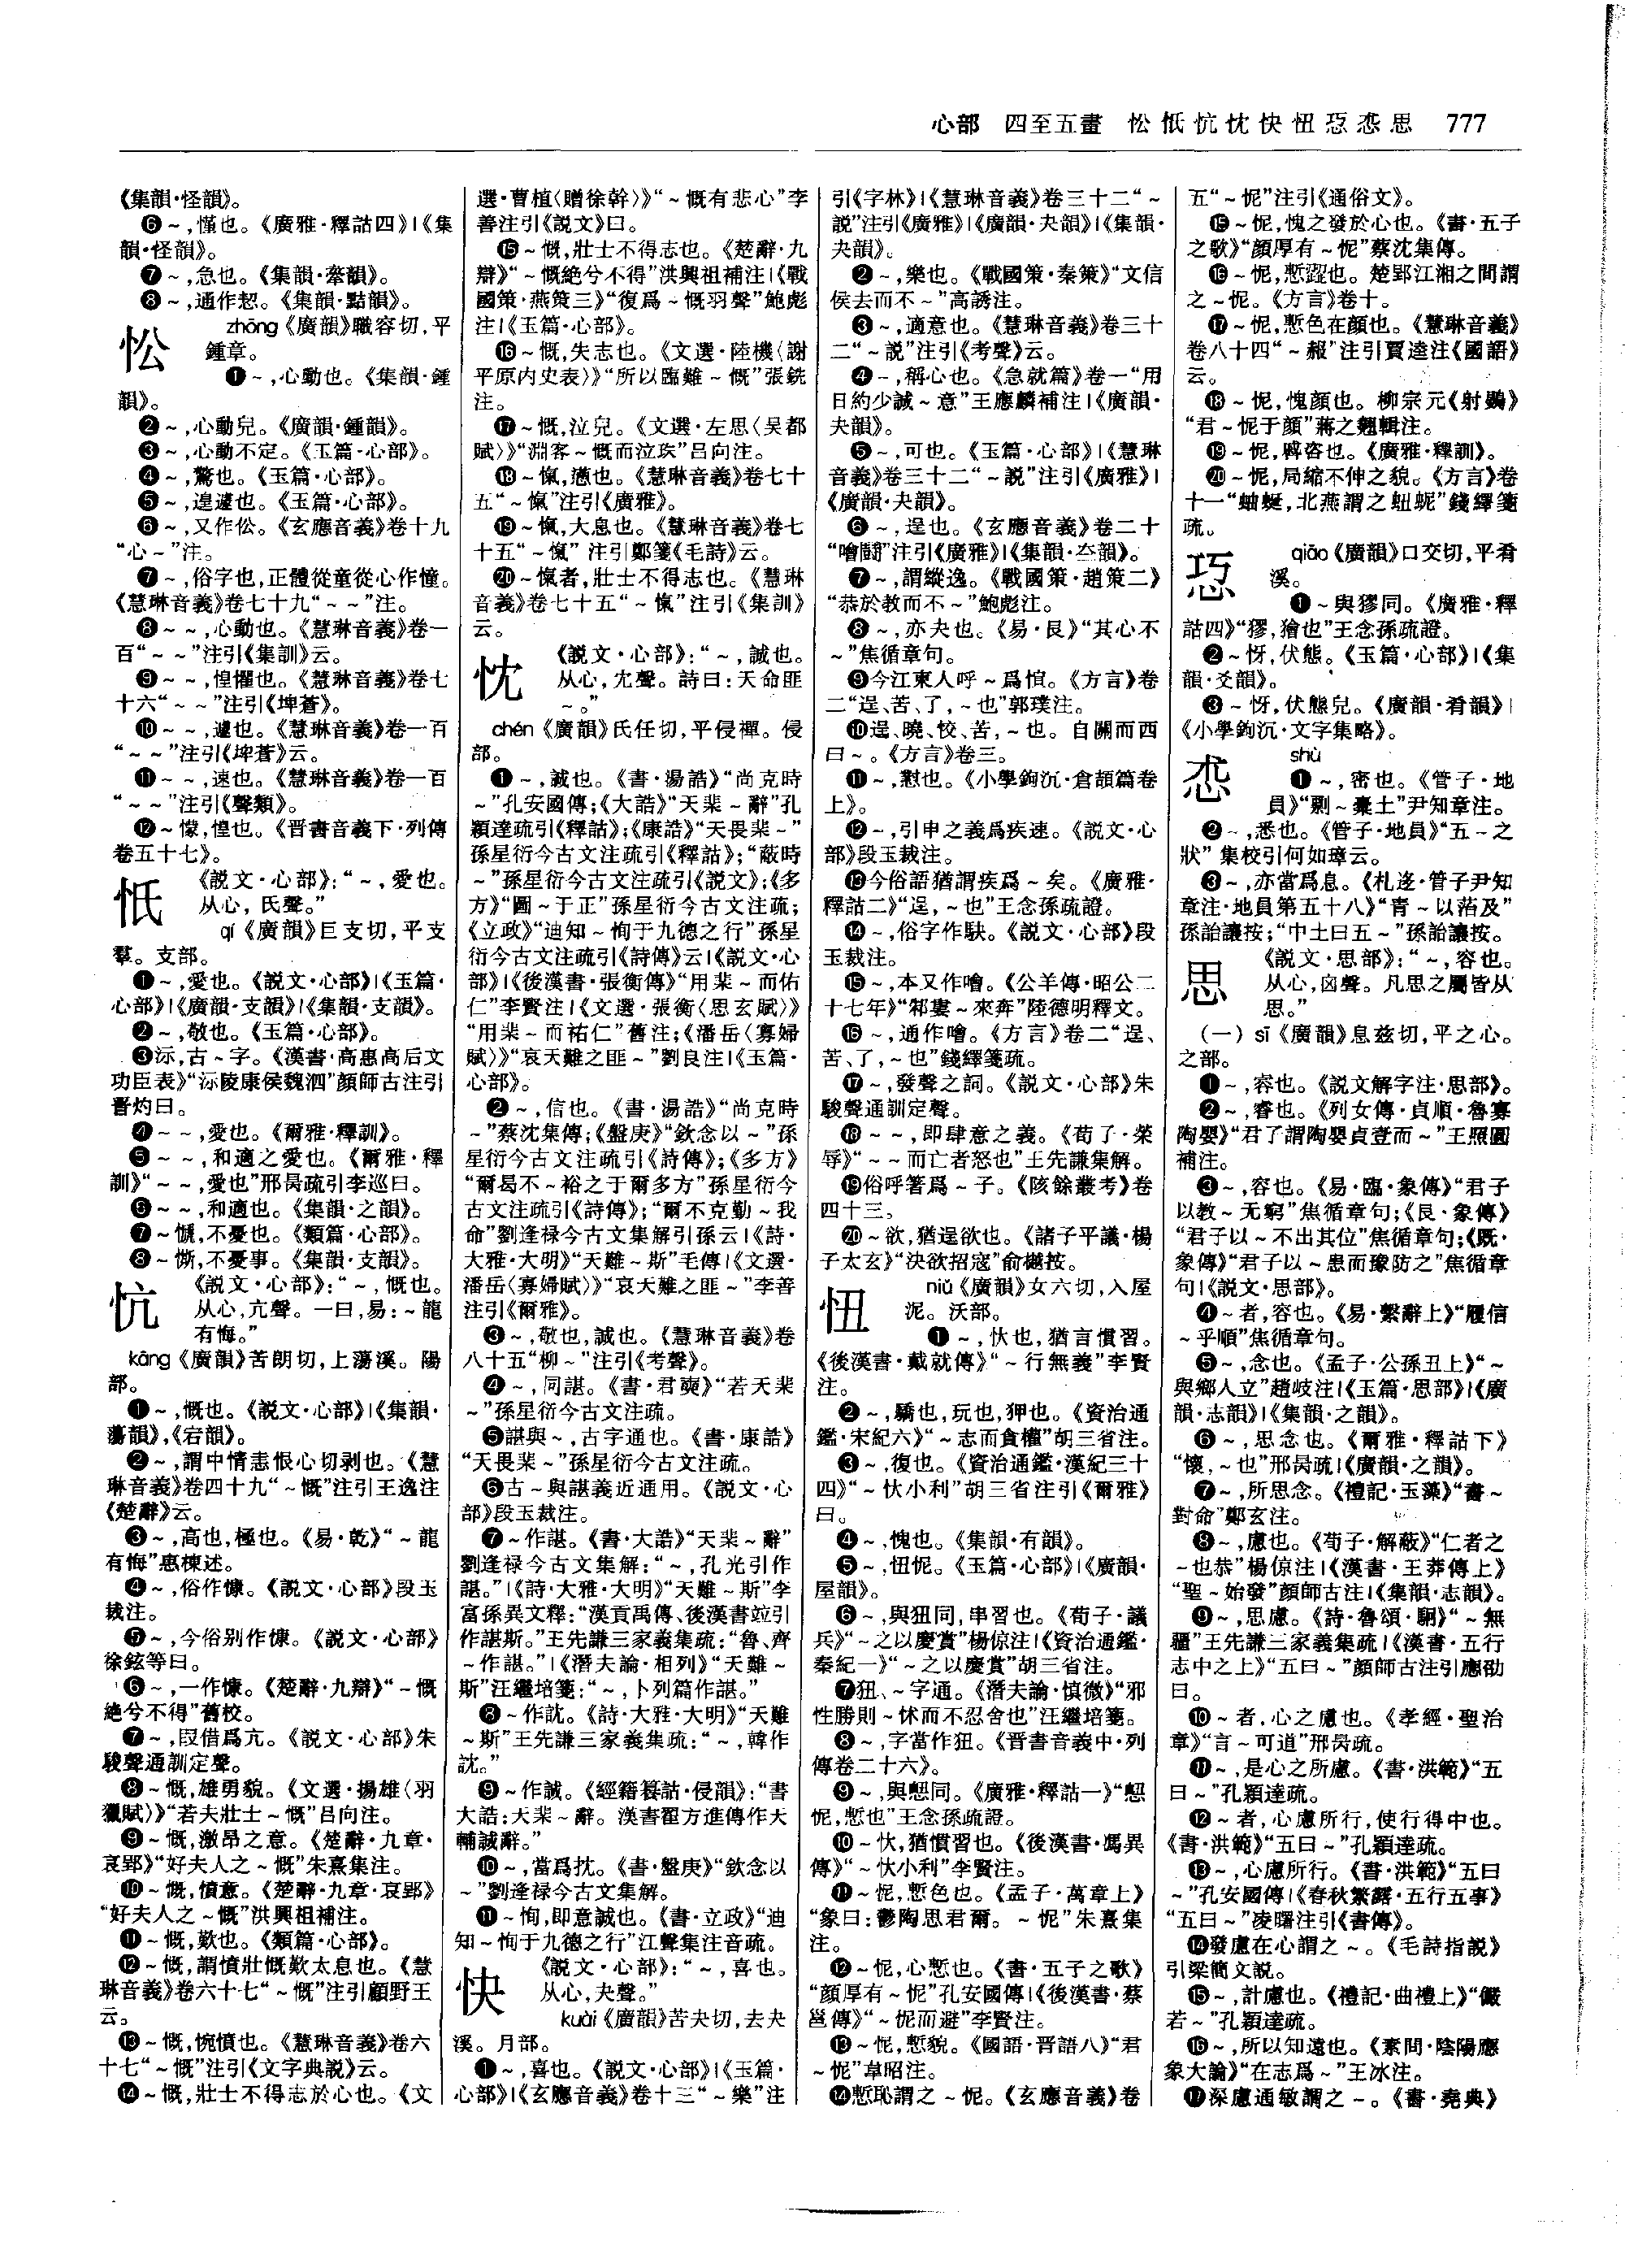 心部　四至五畫　忪忯忼忱快忸恧恷思　777
《集韻·怪韻》。
❻～,慬也。《廣雅·釋詁四》|《集
韻·怪韻》。
❼～,急也。《集韻·牽韻》。
❽～,通作恝。《集韻·黠韻》。
忪
zhōng《廣韻》職容切,平
鍾章。
❶～,心動也。《集韻·鍾
韻》。
❷～,心動皃。《廣韻·鍾韻》。
❸～,心動不定。《玉篇·心部》。
❹～,驚也。《玉篇·心部》。
❺～,遑遽也。《玉篇·心部》。
❻～,又作伀。《玄應音義》卷十九
“心～”注。
❼～,俗字也,正體從童從心作憧。
《慧琳音義》卷七十九“～～”注。
❽～～,心動也。《慧琳音義》卷一
百“～～”注引《集訓》云。
❾～～,惶懼也。《慧琳音義》卷七
十六“～～”注引《埤蒼》。
❿～～,遽也。《慧琳音義》卷一百
“～～”注引《埤蒼》云。
⓫～～,速也。《慧琳音義》卷一百
“～～”注引《聲類》。
⓬～懞,惶也。《晋書音義下·列傳
卷五十七》。
忯
《説文·心部》:“～,愛也。
从心,氏聲。”
qí《廣韻》巨支切,平支
羣。支部。
❶～,愛也。《説文·心部》|《玉篇·
心部》|《廣韻·支韻》|《集韻·支韻》。
❷～,敬也。《玉篇·心部》。
❸沶,古～字。《漢書·高惠高后文
功臣表》“沶陵康侯魏泗”顏師古注引
晉灼曰。
❹～～,愛也。《爾雅·釋訓》。
❺～～,和適之愛也。《爾雅·釋
訓》“～～,愛也”邢昺疏引李巡曰。
❻～～,和適也。《集韻·之韻》。
❼～㦡,不憂也。《類篇·心部》。
❽～㒋,不憂事。《集韻·支韻》。
忼
《説文·心部》:“～,慨也。
从心,亢聲。一曰,易:～龍
有悔。”
kāng《廣韻》苦朗切,上蕩溪。陽
部。
❶～,慨也。《説文·心部》|《集韻·
蕩韻》,《宕韻》。
❷～,謂中情恚恨心切剥也。《慧
琳音義》卷四十九“～慨”注引王逸注
《楚辭》云。
❸～,高也,極也。《易·乾》“～龍
有悔”惠棟述。
❹～,俗作慷。《説文·心部》段玉
裁注。
❺～,今俗别作慷。《説文·心部》
徐鉉等曰。
❻～,一作慷。《楚辭·九辯》“～慨
絶兮不得”舊校。
❼～,叚借爲亢。《説文·心部》朱
駿聲通訓定聲。
❽～慨,雄勇貌。《文選·揚雄〈羽
獵賦〉》“若夫壯士～慨”吕向注。
❾～慨,激昂之意。《楚辭·九章·
哀郢》“好夫人之～慨”朱熹集注。
❿～慨,憤意。《楚辭·九章·哀郢》
“好夫人之～慨”洪興祖補注。
⓫～慨,歎也。《類篇·心部》。
⓬～慨,謂憤壯慨歎太息也。《慧
琳音義》卷六十七“～慨”注引顧野王
云。
⓭～慨,惋憤也。《慧琳音義》卷六
十七“～慨”注引《文字典説》云。
⓮～慨,壯士不得志於心也。《文
選·曹植〈贈徐幹〉》“～慨有悲心”李
善注引《説文》曰。
⓯～慨,壯士不得志也。《楚辭·九
辯》“～慨絶兮不得”洪興祖補注|《戰
國策·燕策三》“復爲～慨羽聲”鮑彪
注|《玉篇·心部》。
⓰～慨,失志也。《文選·陸機〈謝
平原内史表〉》“所以臨難～慨”張銑
注。
⓱～慨,泣皃。《文選·左思〈吴都
賦〉》“淵客～慨而泣珠”吕向注。
⓲～愾,懣也。《慧琳音義》卷七十
五“～愾”注引《廣雅》。
⓳～愾,大息也。《慧琳音義》卷七
十五“～愾”注引鄭箋《毛詩》云。
⓴～愾者,壯士不得志也。《慧琳
音義》卷七十五“～愾”注引《集訓》
云。
忱
《説文·心部》:“～,誠也。
从心,冘聲。詩曰:天命匪
～。”
chén《廣韻》氏任切,平侵禪。侵
部。
❶～,誠也。《書·湯誥》“尚克時
～”孔安國傳;《大誥》“天棐～辭”孔
穎達疏引《釋詁》;《康誥》“天畏棐～”
孫星衍今古文注疏引《釋詁》;“蔽時
～”孫星衍今古文注疏引《説文》;《多
方》“圖～于正”孫星衍今古文注疏;
《立政》“迪知～恂于九德之行”孫星
衍今古文注疏引《詩傳》云|《説文·心
部》|《後漢書·張衡傳》“用棐～而佑
仁”李賢注|《文選·張衡〈思玄賦〉》
“用棐～而祐仁”舊注;《潘岳〈寡婦
賦〉》“哀天難之匪～”劉良注|《玉篇·
心部》。
❷～,信也。《書·湯誥》“尚克時
～”蔡沈集傳;《盤庚》“欽念以～”孫
星衍今古文注疏引《詩傳》;《多方》
“爾曷不～裕之于爾多方”孫星衍今
古文注疏引《詩傳》;“爾不克勤～我
命”劉逢禄今古文集解引孫云|《詩·
大雅·大明》“天難～斯”毛傳|《文選·
潘岳〈寡婦賦〉》“哀天難之匪～”李善
注引《爾雅》。
❸～,敬也,誠也。《慧琳音義》卷
八十五“柳～”注引《考聲》。
❹～,同諶。《書·君奭》“若天棐
～”孫星衍今古文注疏。
❺諶與～,古字通也。《書·康誥》
“天畏棐～”孫星衍今古文注疏。
❻古～與諶義近通用。《説文·心
部》段玉裁注。
❼～作諶。《書·大誥》“天棐～辭”
劉逢禄今古文集解:“～,孔光引作
諶。”|《詩·大雅·大明》“天難～斯”李
富孫異文釋:“漢貢禹傳、後漢書竝引
作諶斯。”王先謙三家義集疏:“魯、齊
～作諶。”|《潛夫論·相列》“天難～
斯”汪繼培箋:“～,卜列篇作諶。”
❽～作訦。《詩·大雅·大明》“天難
～斯”王先謙三家義集疏:“～,韓作
訦。”
❾～作諴。《經籍籑詁·侵韻》:“書
大誥:天棐～辭。漢書翟方進傳作天
輔誠辭。”
❿～,當爲抌。《書·盤庚》“欽念以
～”劉逢禄今古文集解。
⓫～恂,即意誠也。《書·立政》“迪
知～恂于九德之行”江聲集注音疏。
快
《説文·心部》:“～,喜也。
从心,夬聲。”
kuài《廣韻》苦夬切,去夬
溪。月部。
❶～,喜也。《説文·心部》|《玉篇·
心部》|《玄應音義》卷十三“～樂”注
引《字林》|《慧琳音義》卷三十二“～
説”注引《廣雅》|《廣韻·夬韻》|《集韻·
夬韻》。
❷～,樂也。《戰國策·秦策》“文信
侯去而不～”高誘注。
❸～,適意也。《慧琳音義》卷三十
二“～説”注引《考聲》云。
❹～,稱心也。《急就篇》卷一“用
日約少誠～意”王應麟補注|《廣韻·
夬韻》。
❺～,可也。《玉篇·心部》|《慧琳
音義》卷三十二“～説”注引《廣雅》|
《廣韻·夬韻》。
❻～,逞也。《玄應音義》卷二十
“噲鬪”注引《廣雅》|《集韻·夳韻》。
❼～,謂縱逸。《戰國策·趙策二》
“恭於教而不～”鮑彪注。
❽～,亦夬也。《易·艮》“其心不
～”焦循章句。
❾今江東人呼～爲愃。《方言》卷
二“逞、苦、了,～也”郭璞注。
❿逞、曉、恔、苦,～也。自關而西
曰～。《方言》卷三。
⓫～,憖也。《小學鉤沉·倉頡篇卷
上》。
⓬～,引申之義爲疾速。《説文·心
部》段玉裁注。
⓭今俗語猶謂疾爲～矣。《廣雅·
釋詁二》“逞,～也”王念孫疏證。
⓮～,俗字作駃。《説文·心部》段
玉裁注。
⓯～,本又作噲。《公羊傳·昭公二
十七年》“邾婁～來奔”陸德明釋文。
⓰～,通作噲。《方言》卷二“逞、
苦、了,～也”錢繹箋疏。
⓱～,發聲之詞。《説文·心部》朱
駿聲通訓定聲。
⓲～～,即肆意之義。《荀子·榮
辱》“～～而亡者怒也”王先謙集解。
⓳俗呼箸爲～子。《陔餘叢考》卷
四十三。
⓴～欲,猶逞欲也。《諸子平議·楊
子太玄》“決欲招寇”俞樾按。
忸
niǔ《廣韻》女六切,入屋
泥。沃部。
❶～,忕也,猶言慣習。
《後漢書·戴就傳》“～行無義”李賢
注。
❷～,驕也,玩也,狎也。《資治通
鑑·宋紀六》“～志而貪權”胡三省注。
❸～,復也。《資治通鑑·漢紀三十
四》“～忕小利”胡三省注引《爾雅》
曰。
❹～,愧也。《集韻·有韻》。
❺～,忸怩。《玉篇·心部》|《廣韻·
屋韻》。
❻～,與狃同,串習也。《荀子·議
兵》“～之以慶賞”楊倞注|《資治通鑑·
秦紀一》“～之以慶賞”胡三省注。
❼狃、～字通。《潛夫論·慎微》“邪
性勝則～怵而不忍舍也”汪繼培箋。
❽～,字當作狃。《晋書音義中·列
傳卷二十六》。
❾～,與㥾同。《廣雅·釋詁一》“㥾
怩,慙也”王念孫疏證。
❿～忕,猶慣習也。《後漢書·馮異
傳》“～忕小利”李賢注。
⓫～怩,慙色也。《孟子·萬章上》
“象曰:鬱陶思君爾。～怩”朱熹集
注。
⓬～怩,心慙也。《書·五子之歌》
“顏厚有～怩”孔安國傳|《後漢書·蔡
邕傳》“～怩而避”李賢注。
⓭～怩,慙貌。《國語·晋語八》“君
～怩”韋昭注。
⓮慙恥謂之～怩。《玄應音義》卷
五“～怩”注引《通俗文》。
⓯～怩,愧之發於心也。《書·五子
之歌》“顏厚有～怩”蔡沈集傳。
⓰～怩,慙歰也。楚郢江湘之間謂
之～怩。《方言》卷十。
⓱～怩,慙色在顏也。《慧琳音義》
卷八十四“～赧”注引賈逵注《國語》
云。
⓲～怩,愧顏也。柳宗元《射鷃》
“君～怩于顏”蔣之翹輯注。
⓳～怩,㖖咨也。《廣雅·釋訓》。
⓴～怩,局縮不伸之貌。《方言》卷
十一“蚰蜒,北燕謂之蚭蚭”錢繹箋
疏。
qiāo《廣韻》口交切,平肴
溪。
❶～與獿同。《廣雅·釋
詁四》“獿,獪也”王念孫疏證。
❷～㤉,伏態。《玉篇·心部》|《集
韻·爻韻》。
❸～㤉,伏態皃。《廣韻·肴韻》|
《小學鉤沉·文字集略》。
shù
❶～,密也。《管子·地
員》“剽～橐土”尹知章注。
❷～,悉也。《管子·地員》“五～之
狀”集校引何如璋云。
❸～,亦當爲息。《札迻·管子尹知
章注·地員第五十八》“青～以菭及”
孫詒讓按;“中土曰五～”孫詒讓按。
思
《説文·思部》:“～,容也。
从心,囟聲。凡思之屬皆从
思。”
(一)sī《廣韻》息兹切,平之心。
之部。
❶～,容也。《説文解字注·思部》。
❷～,睿也。《列女傳·貞順·魯寡
陶嬰》“君子謂陶嬰貞壹而～”王照圓
補注。
❸～,容也。《易·臨·象傳》“君子
以教～无窮”焦循章句;《艮·象傳》
“君子以～不出其位”焦循章句;《既·
象傳》“君子以～患而豫防之”焦循章
句|《説文·思部》。
❹～者,容也。《易·繫辭上》“履信
～乎順”焦循章句。
❺～,念也。《孟子·公孫丑上》“～
與鄉人立”趙岐注|《玉篇·思部》|《廣
韻·志韻》|《集韻·之韻》。
❻～,思念也。《爾雅·釋詁下》
“懷,～也”邢昺疏|《廣韻·之韻》。
❼～,所思念。《禮記·玉藻》“書～
對命”鄭玄注。
❽～,慮也。《荀子·解蔽》“仁者之
～也恭”楊倞注|《漢書·王莽傳上》
“聖～始發”顏師古注|《集韻·志韻》。
❾～,思慮。《詩·魯頌·駉》“～無
疆”王先謙三家義集疏|《漢書·五行
志中之上》“五曰～”顏師古注引應劭
曰。
❿～者,心之慮也。《孝經·聖治
章》“言～可道”邢昺疏。
⓫～,是心之所慮。《書·洪範》“五
曰～”孔穎達疏。
⓬～者,心慮所行,使行得中也。
《書·洪範》“五曰～”孔穎達疏。
⓭～,心慮所行。《書·洪範》“五曰
～”孔安國傳|《春秋繁露·五行五事》
“五曰～”凌曙注引《書傳》。
⓮發慮在心謂之～。《毛詩指説》
引梁簡文説。
⓯～,計慮也。《禮記·曲禮上》“儼
若～”孔穎達疏。
⓰～,所以知遠也。《素問·陰陽應
象大論》“在志爲～”王冰注。
⓱深慮通敏謂之～。《書·堯典》